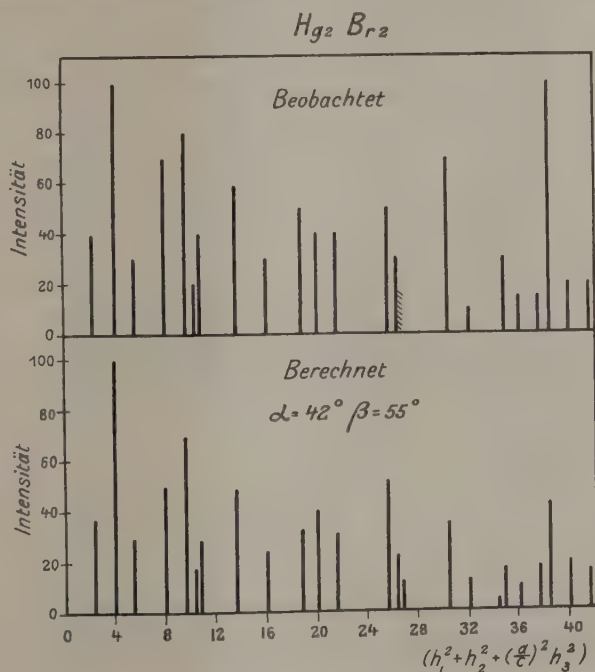 Hg2 Br2
Beobachtet
Intensität
100
80
60
40
20
0
Berechnet
α = 42° β = 55°
Intensität
100
80
60
40
20
0
0 4 8 12 16 20 24 28 32 36 40
(h₁² + h₂² + (a/c)² h₃²)